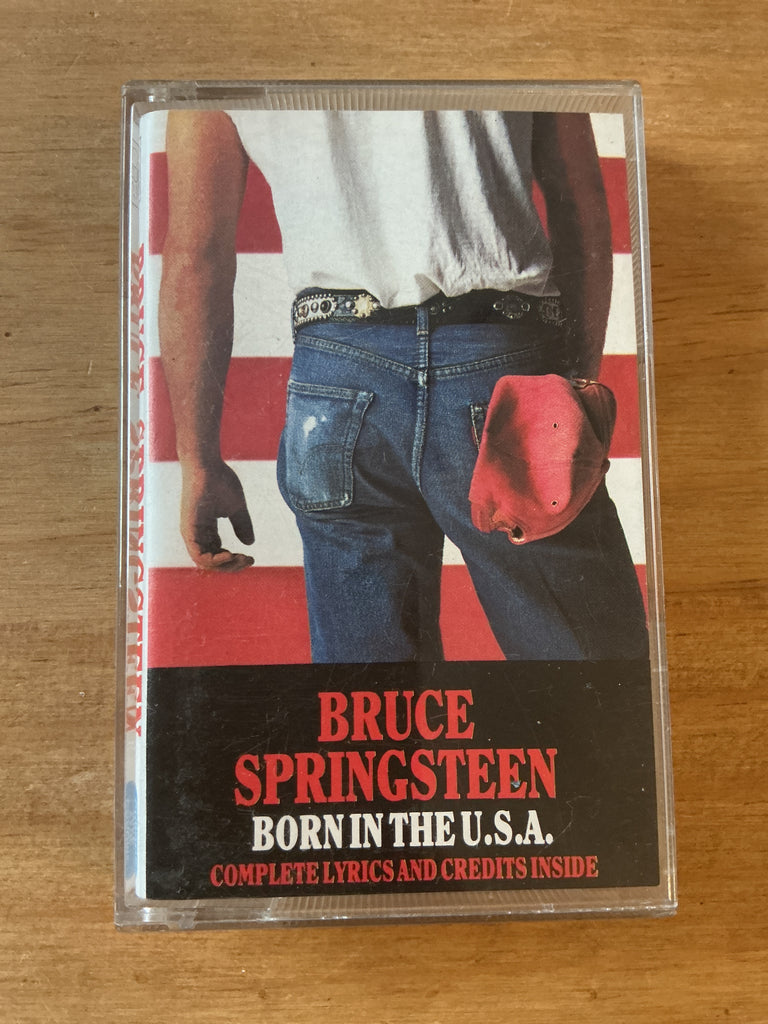 BRUCE
SPRINGSTEEN
BORN IN THE U.S.A.
COMPLETE LYRICS AND CREDITS INSIDE
BRUCE SPRINGSTEEN